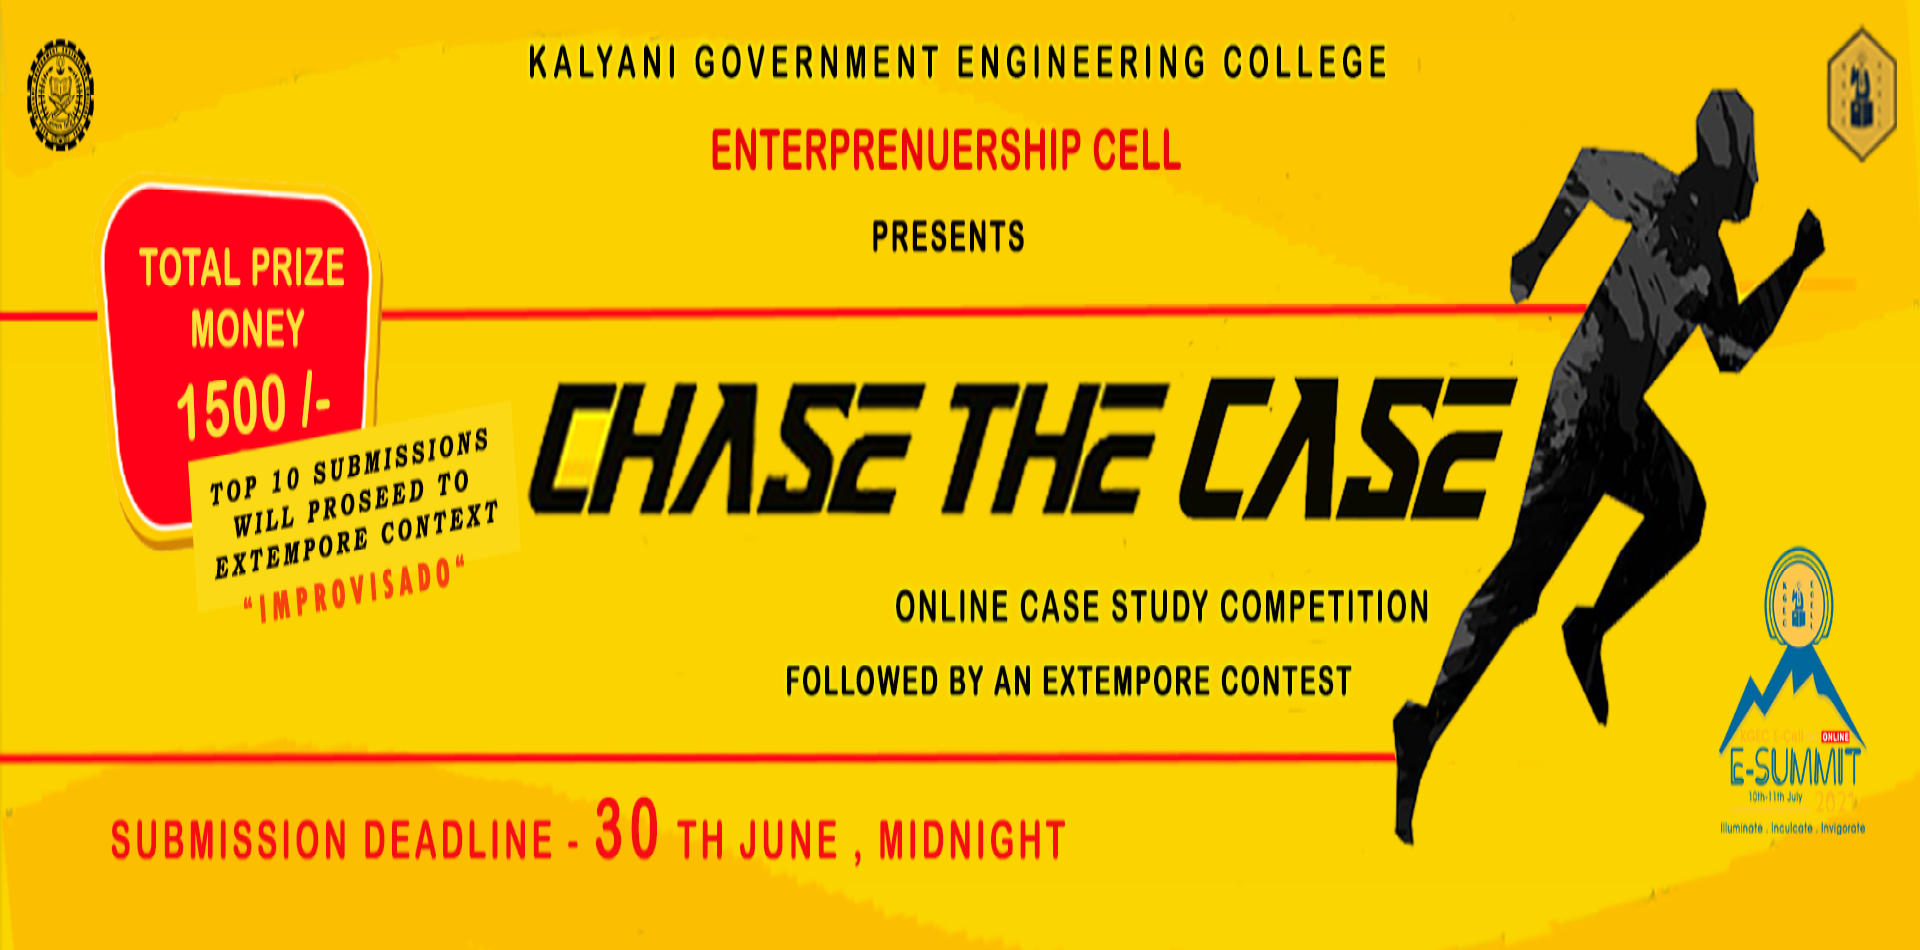 KALYANI GOVERNMENT ENGINEERING COLLEGE
ENTERPRENUERSHIP CELL
PRESENTS
TOTAL PRIZE
MONEY
1500 /-
TOP 10 SUBMISSIONS
WILL PROSEED TO
EXTEMPORE CONTEXT
"IMPROVISADO"
CHASE THE CASE
ONLINE CASE STUDY COMPETITION
FOLLOWED BY AN EXTEMPORE CONTEST
SUBMISSION DEADLINE - 30 TH JUNE , MIDNIGHT
KGEC E-Cell
ONLINE
E-SUMMIT
10th-11th July
Illuminate . Inculcate . Invigorate